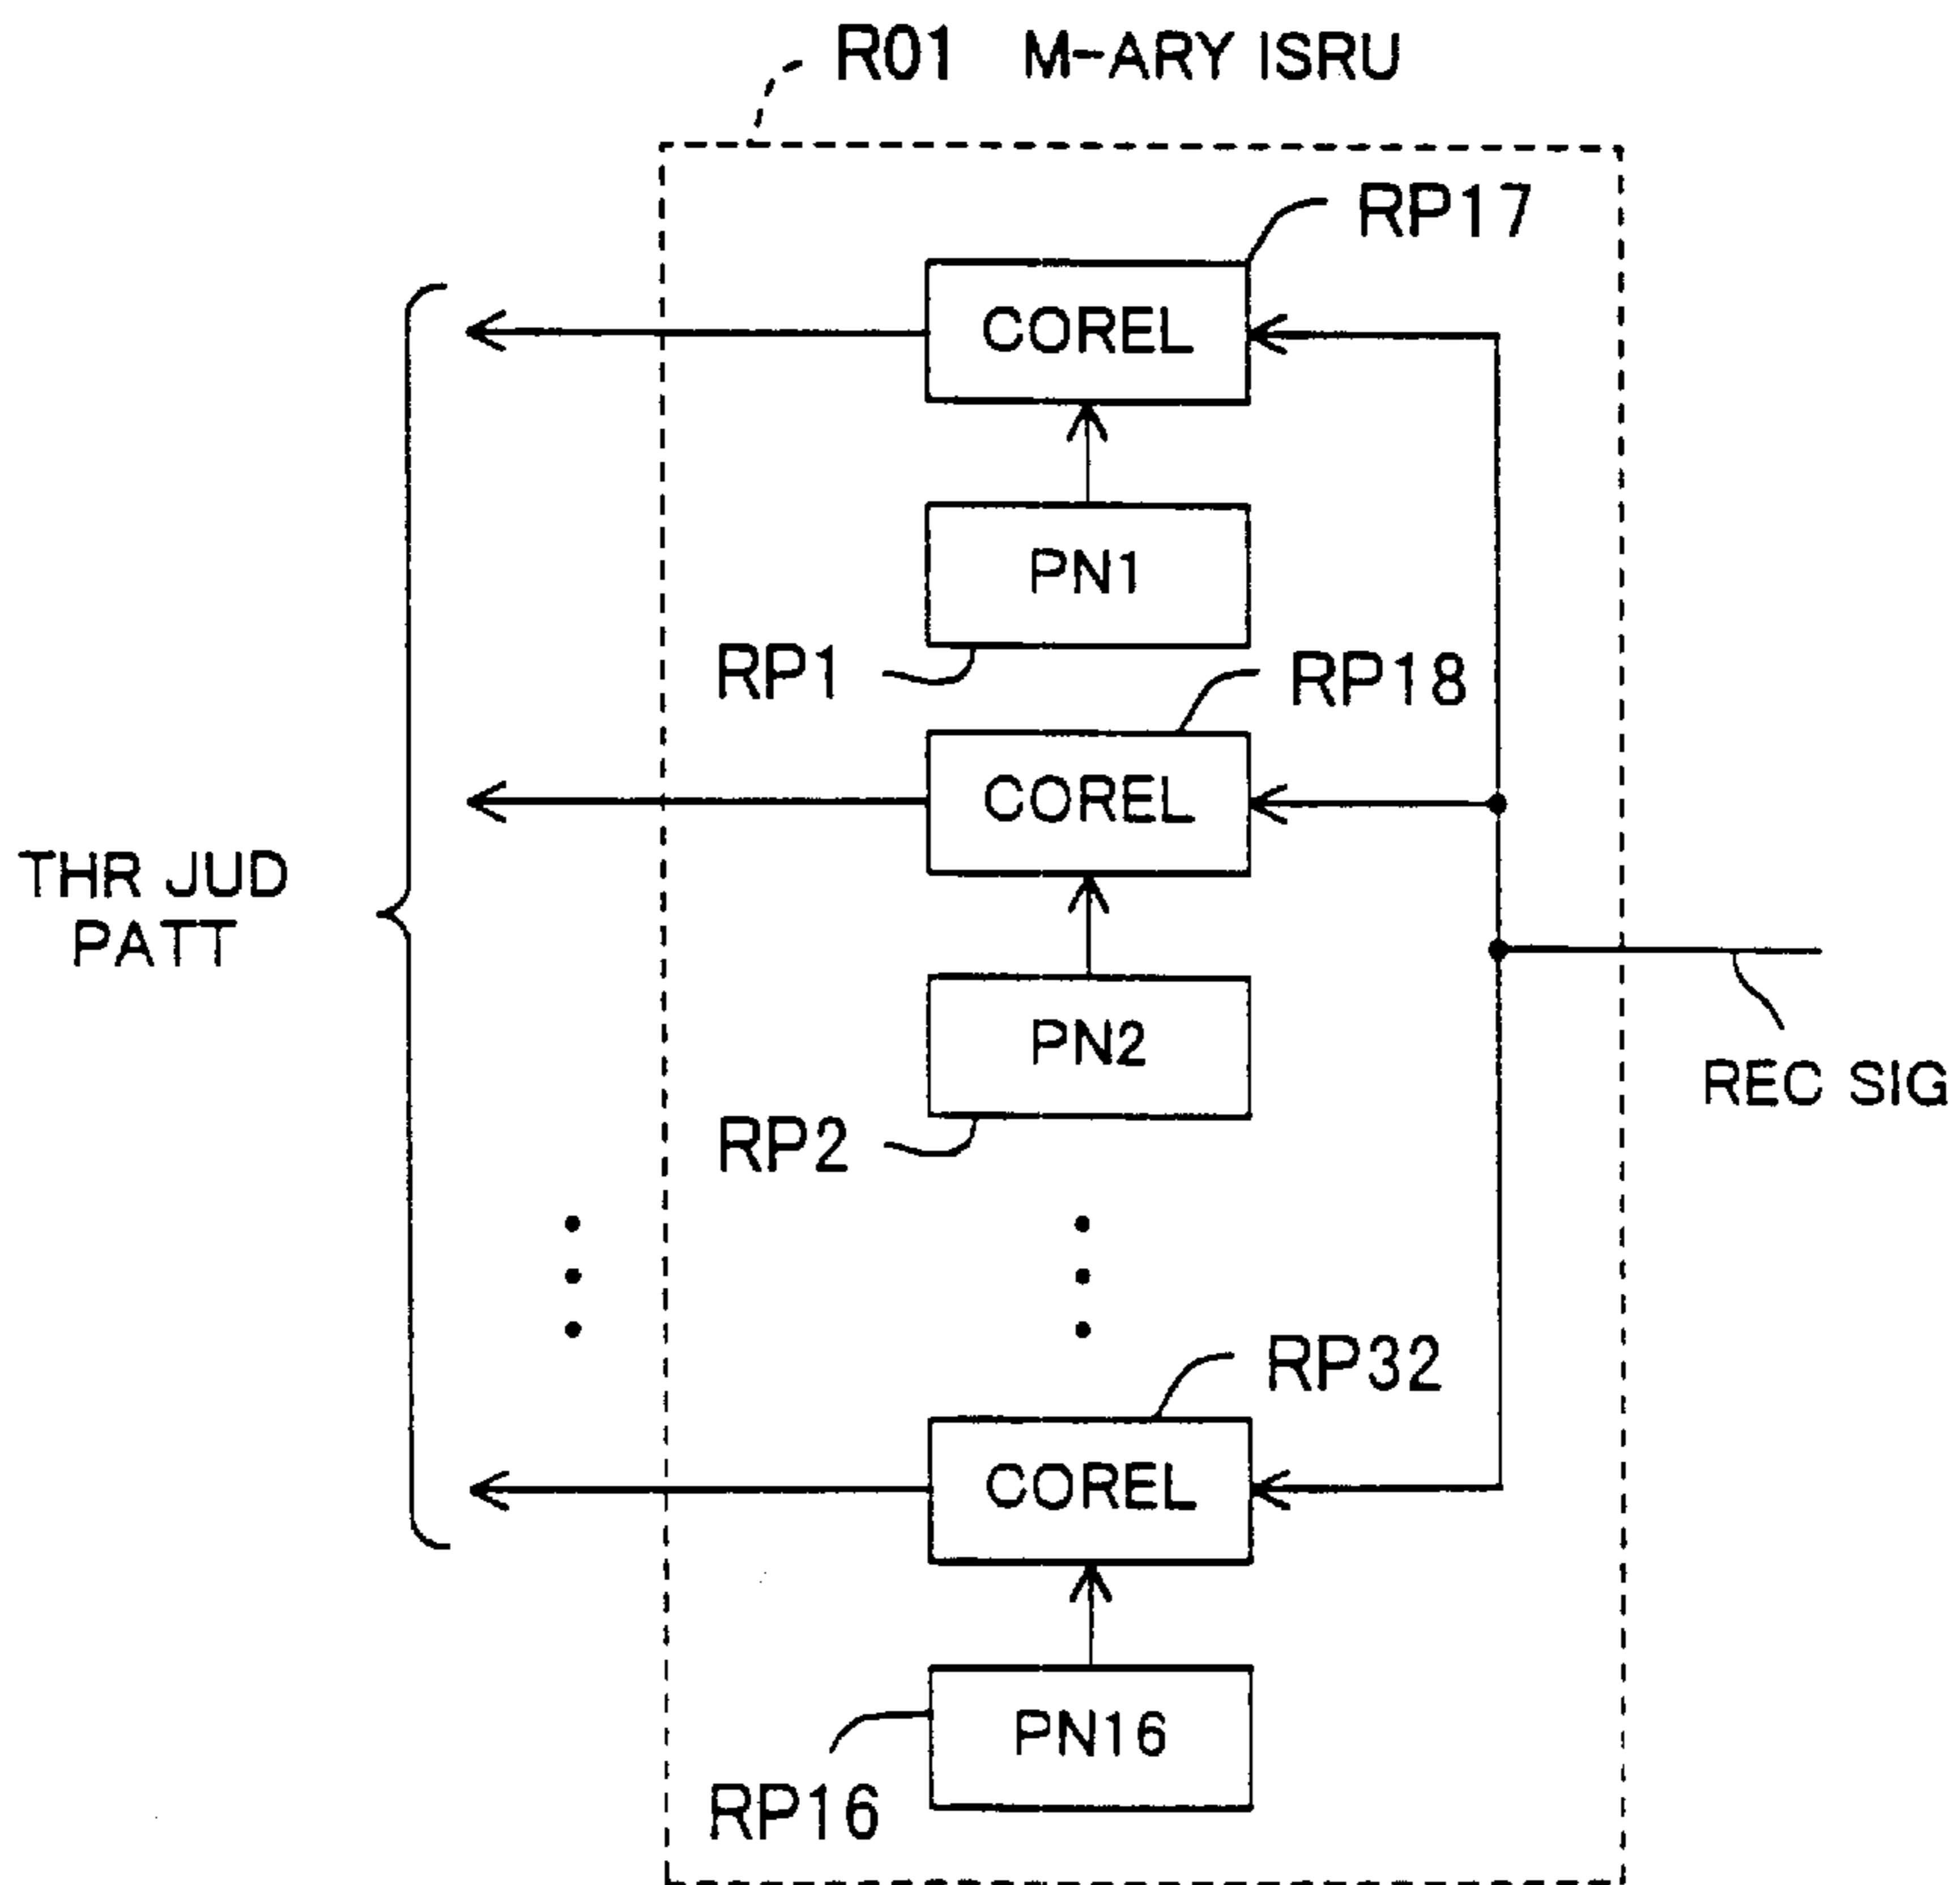 R01 M-ARY ISRU
RP17
COREL
PN1
RP1
RP18
COREL
THR JUD
PATT
PN2
REC SIG
RP2
RP32
COREL
PN16
RP16